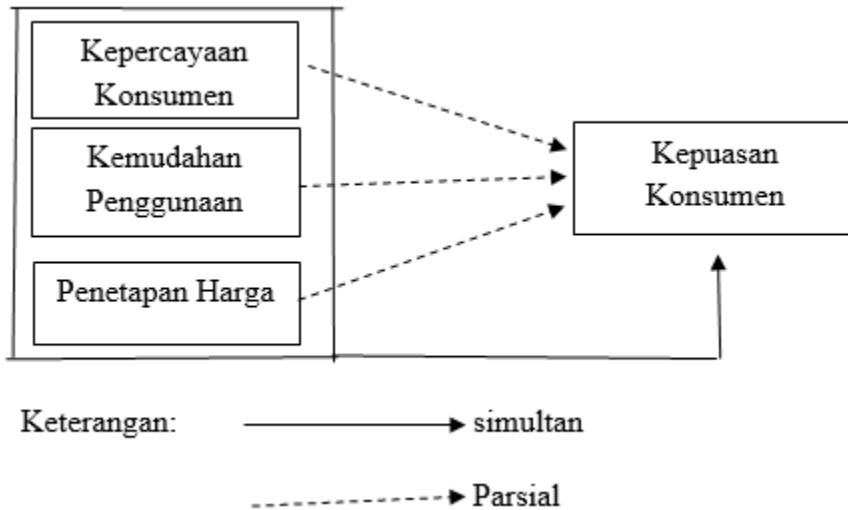 Kepercayaan
Konsumen
Kemudahan
Penggunaan
Penetapan Harga
Kepuasan
Konsumen
Keterangan: simultan
Parsial